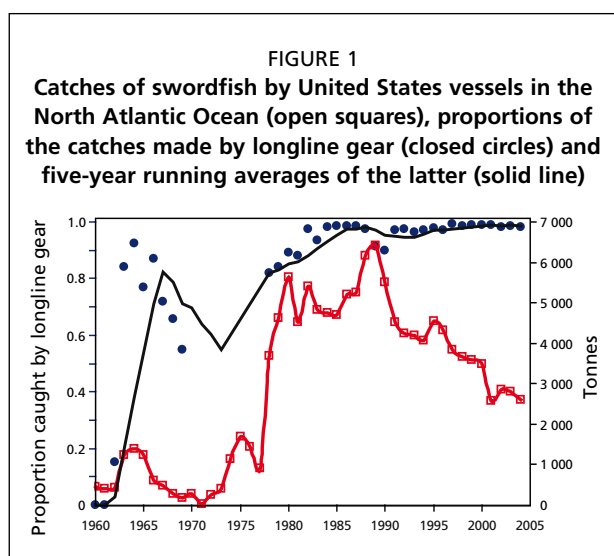 FIGURE 1
Catches of swordfish by United States vessels in the
North Atlantic Ocean (open squares), proportions of
the catches made by longline gear (closed circles) and
five-year running averages of the latter (solid line)
Proportion caught by longline gear
1.0
0.8
0.6
0.4
0.2
0
7 000
6 000
5 000
4 000
3 000
2 000
1 000
0
Tonnes
1960 1965 1970 1975 1980 1985 1990 1995 2000 2005